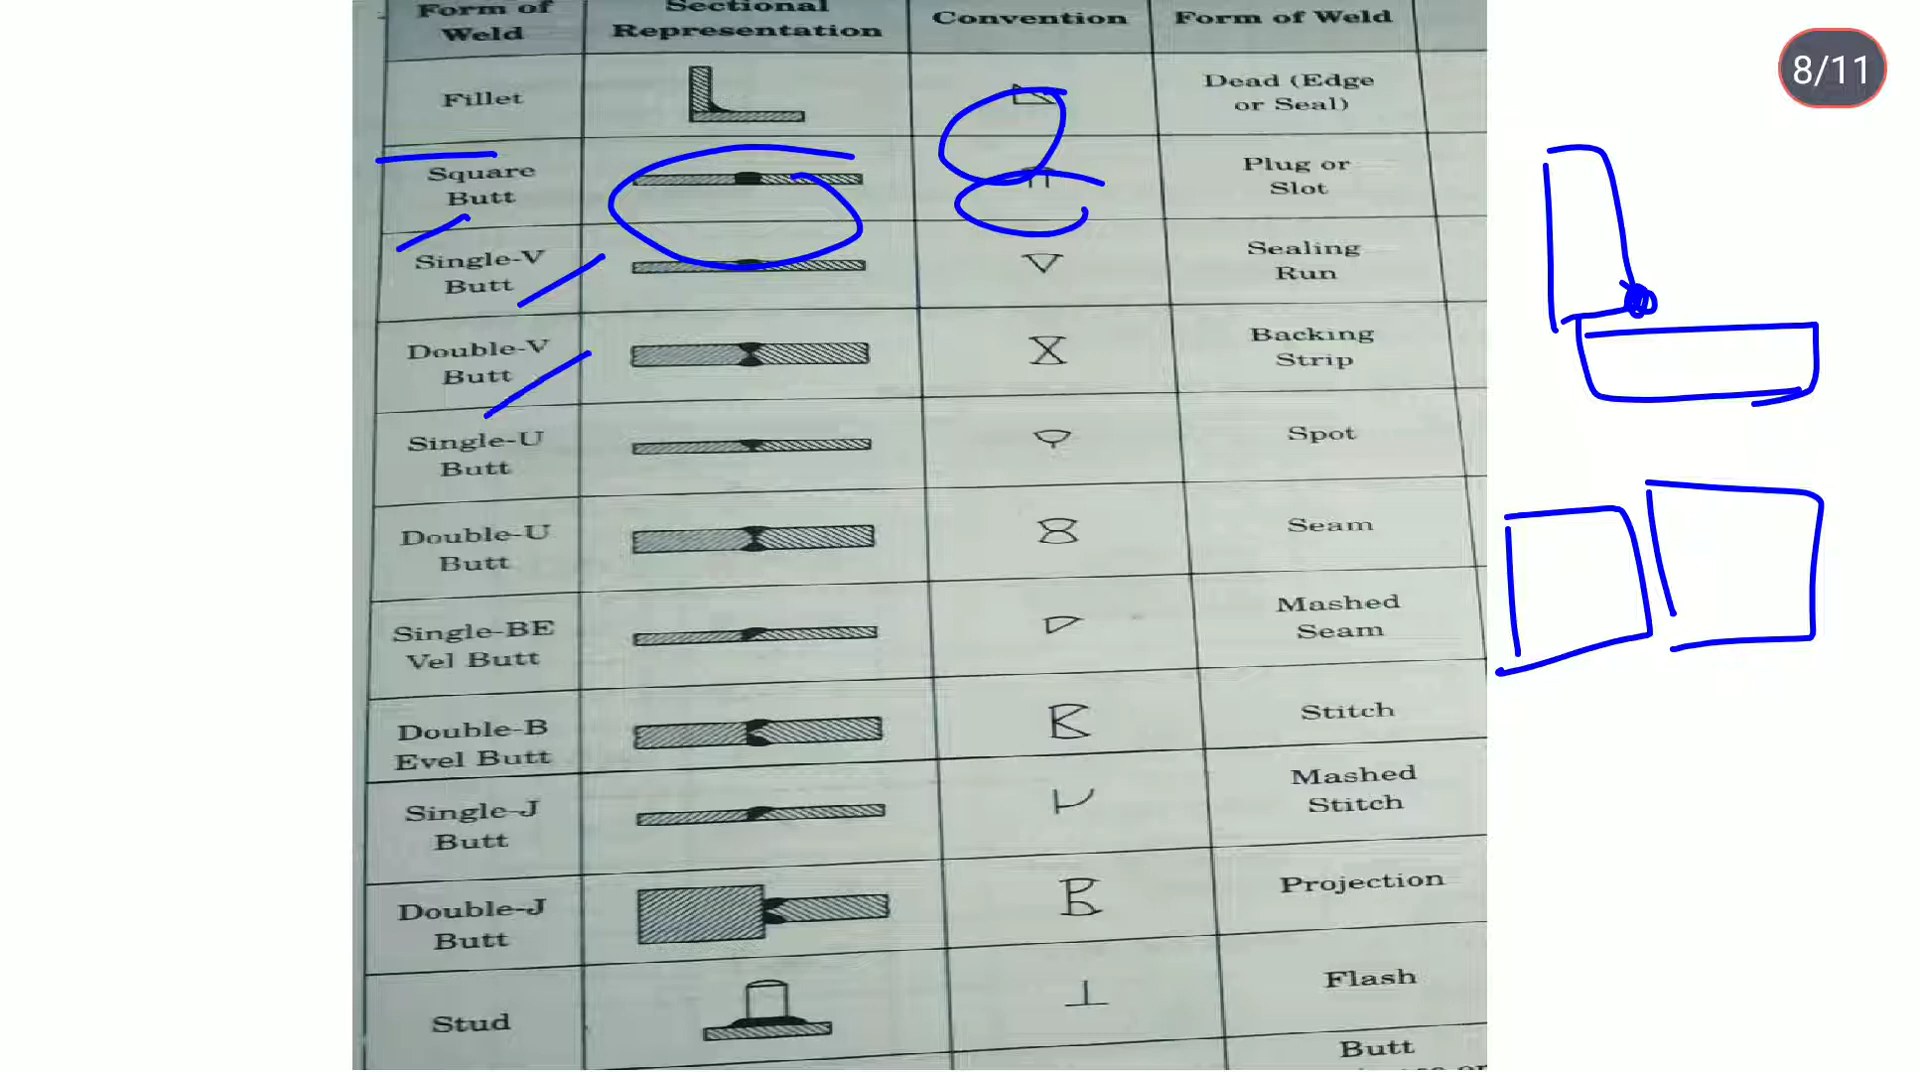 Form of
Weld
Sectional
Representation
Convention
Form of Weld
Fillet
Dead (Edge
or Seal)
Square
Butt
Plug or
Slot
Single-V
Butt
Sealing
Run
Double-V
Butt
Backing
Strip
Single-U
Butt
Spot
Double-U
Butt
Seam
Single-BE
Vel Butt
Mashed
Seam
Double-B
Evel Butt
Stitch
Single-J
Butt
Mashed
Stitch
Double-J
Butt
Projection
Stud
Flash
Butt
8/11